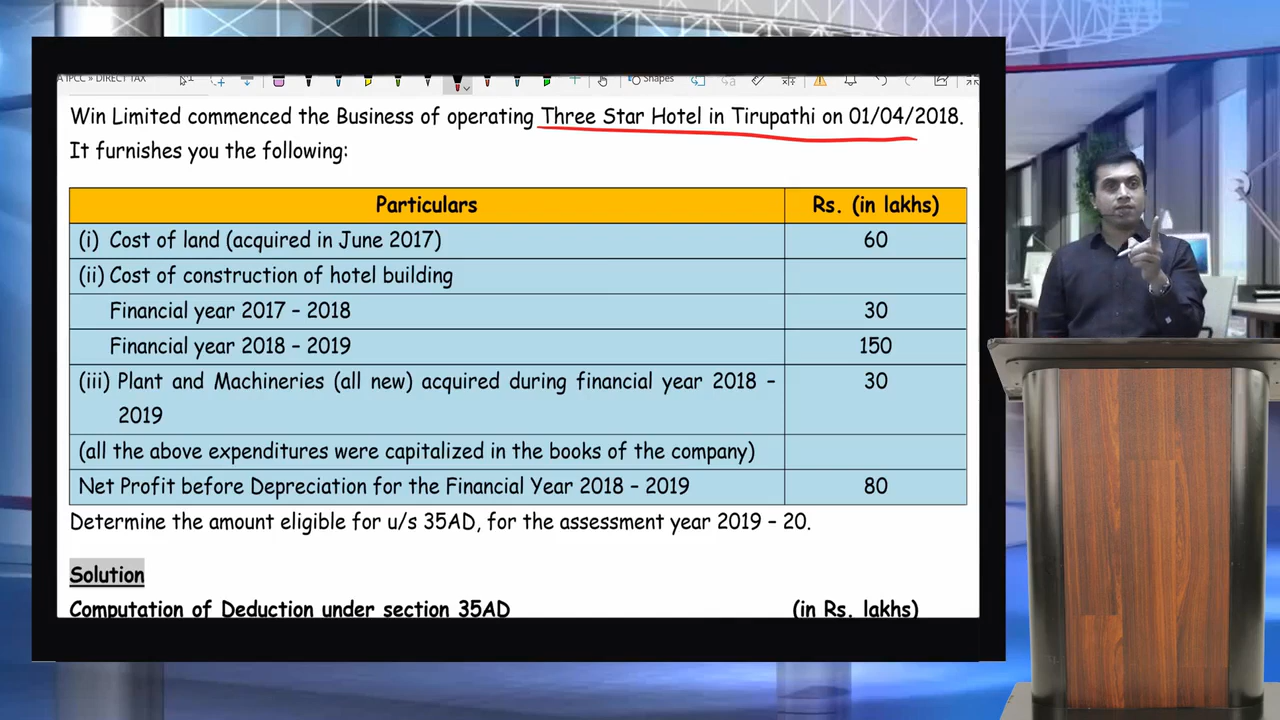 A IPCC » DIRECT TAX
Shapes
Win Limited commenced the Business of operating Three Star Hotel in Tirupathi on 01/04/2018.
It furnishes you the following:
Particulars Rs. (in lakhs)
(i) Cost of land (acquired in June 2017) 60
(ii) Cost of construction of hotel building
Financial year 2017 – 2018 30
Financial year 2018 – 2019 150
(iii) Plant and Machineries (all new) acquired during financial year 2018 – 30
2019
(all the above expenditures were capitalized in the books of the company)
Net Profit before Depreciation for the Financial Year 2018 – 2019 80
Determine the amount eligible for u/s 35AD, for the assessment year 2019 – 20.
Solution
Computation of Deduction under section 35AD (in Rs. lakhs)